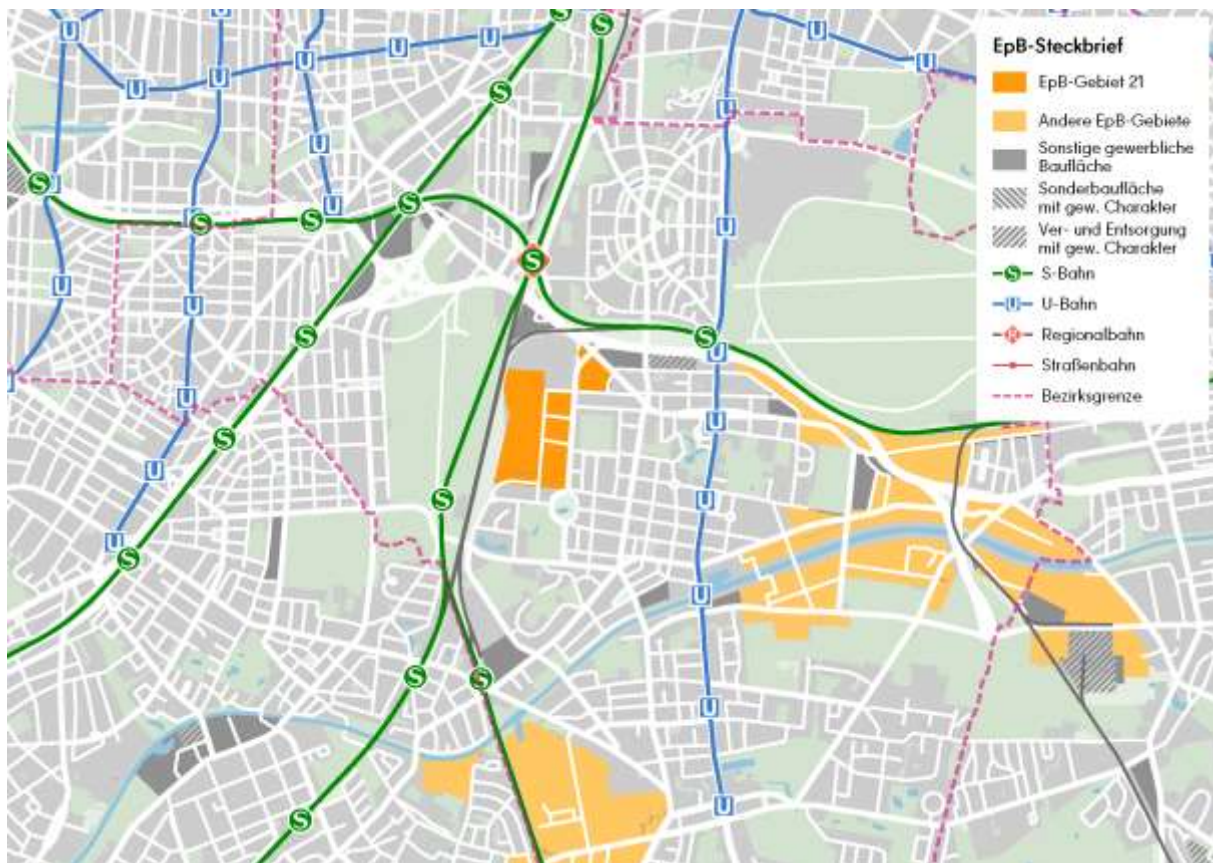 EpB-Steckbrief
EpB-Gebiet 21
Andere EpB-Gebiete
Sonstige gewerbliche
Baufläche
Sonderbaufläche
mit gew. Charakter
Ver- und Entsorgung
mit gew. Charakter
S S-Bahn
U U-Bahn
R Regionalbahn
Straßenbahn
Bezirksgrenze